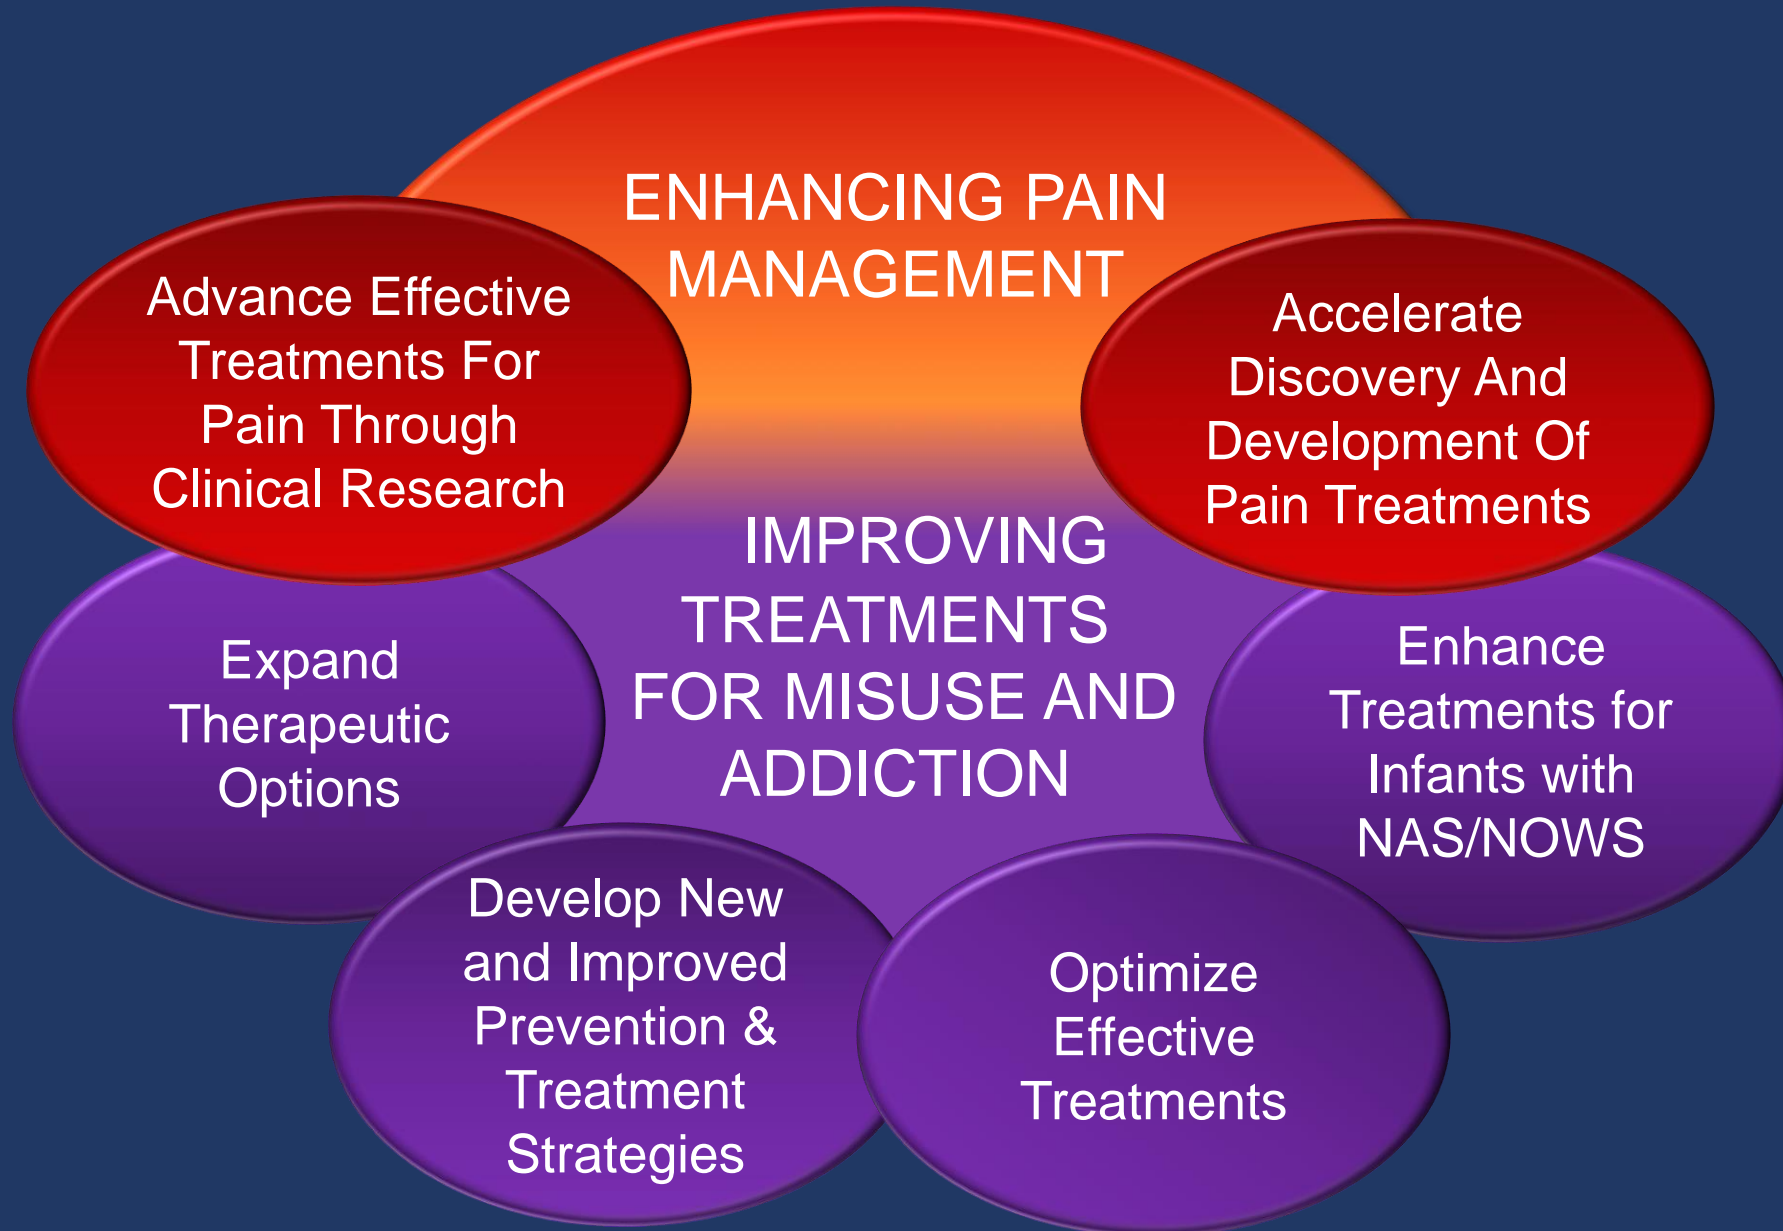 ENHANCING PAIN
MANAGEMENT
Advance Effective
Treatments For
Pain Through
Clinical Research
Accelerate
Discovery And
Development Of
Pain Treatments
IMPROVING
TREATMENTS
FOR MISUSE AND
ADDICTION
Expand
Therapeutic
Options
Enhance
Treatments for
Infants with
NAS/NOWS
Develop New
and Improved
Prevention &
Treatment
Strategies
Optimize
Effective
Treatments